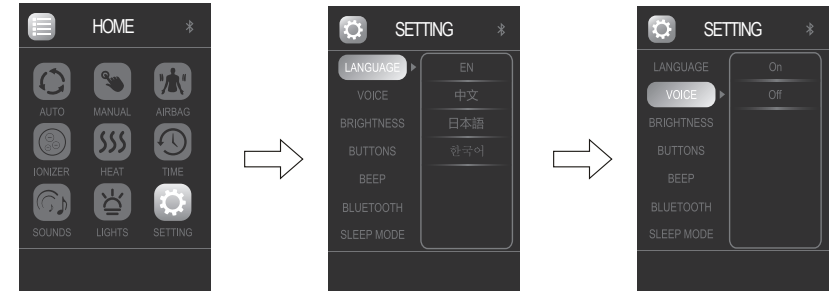 HOME
AUTO
MANUAL
AIRBAG
IONIZER
HEAT
TIME
SOUNDS
LIGHTS
SETTING
SETTING
LANGUAGE
EN
VOICE
中文
BRIGHTNESS
日本語
BUTTONS
한국어
BEEP
BLUETOOTH
SLEEP MODE
SETTING
LANGUAGE
On
VOICE
Off
BRIGHTNESS
BUTTONS
BEEP
BLUETOOTH
SLEEP MODE